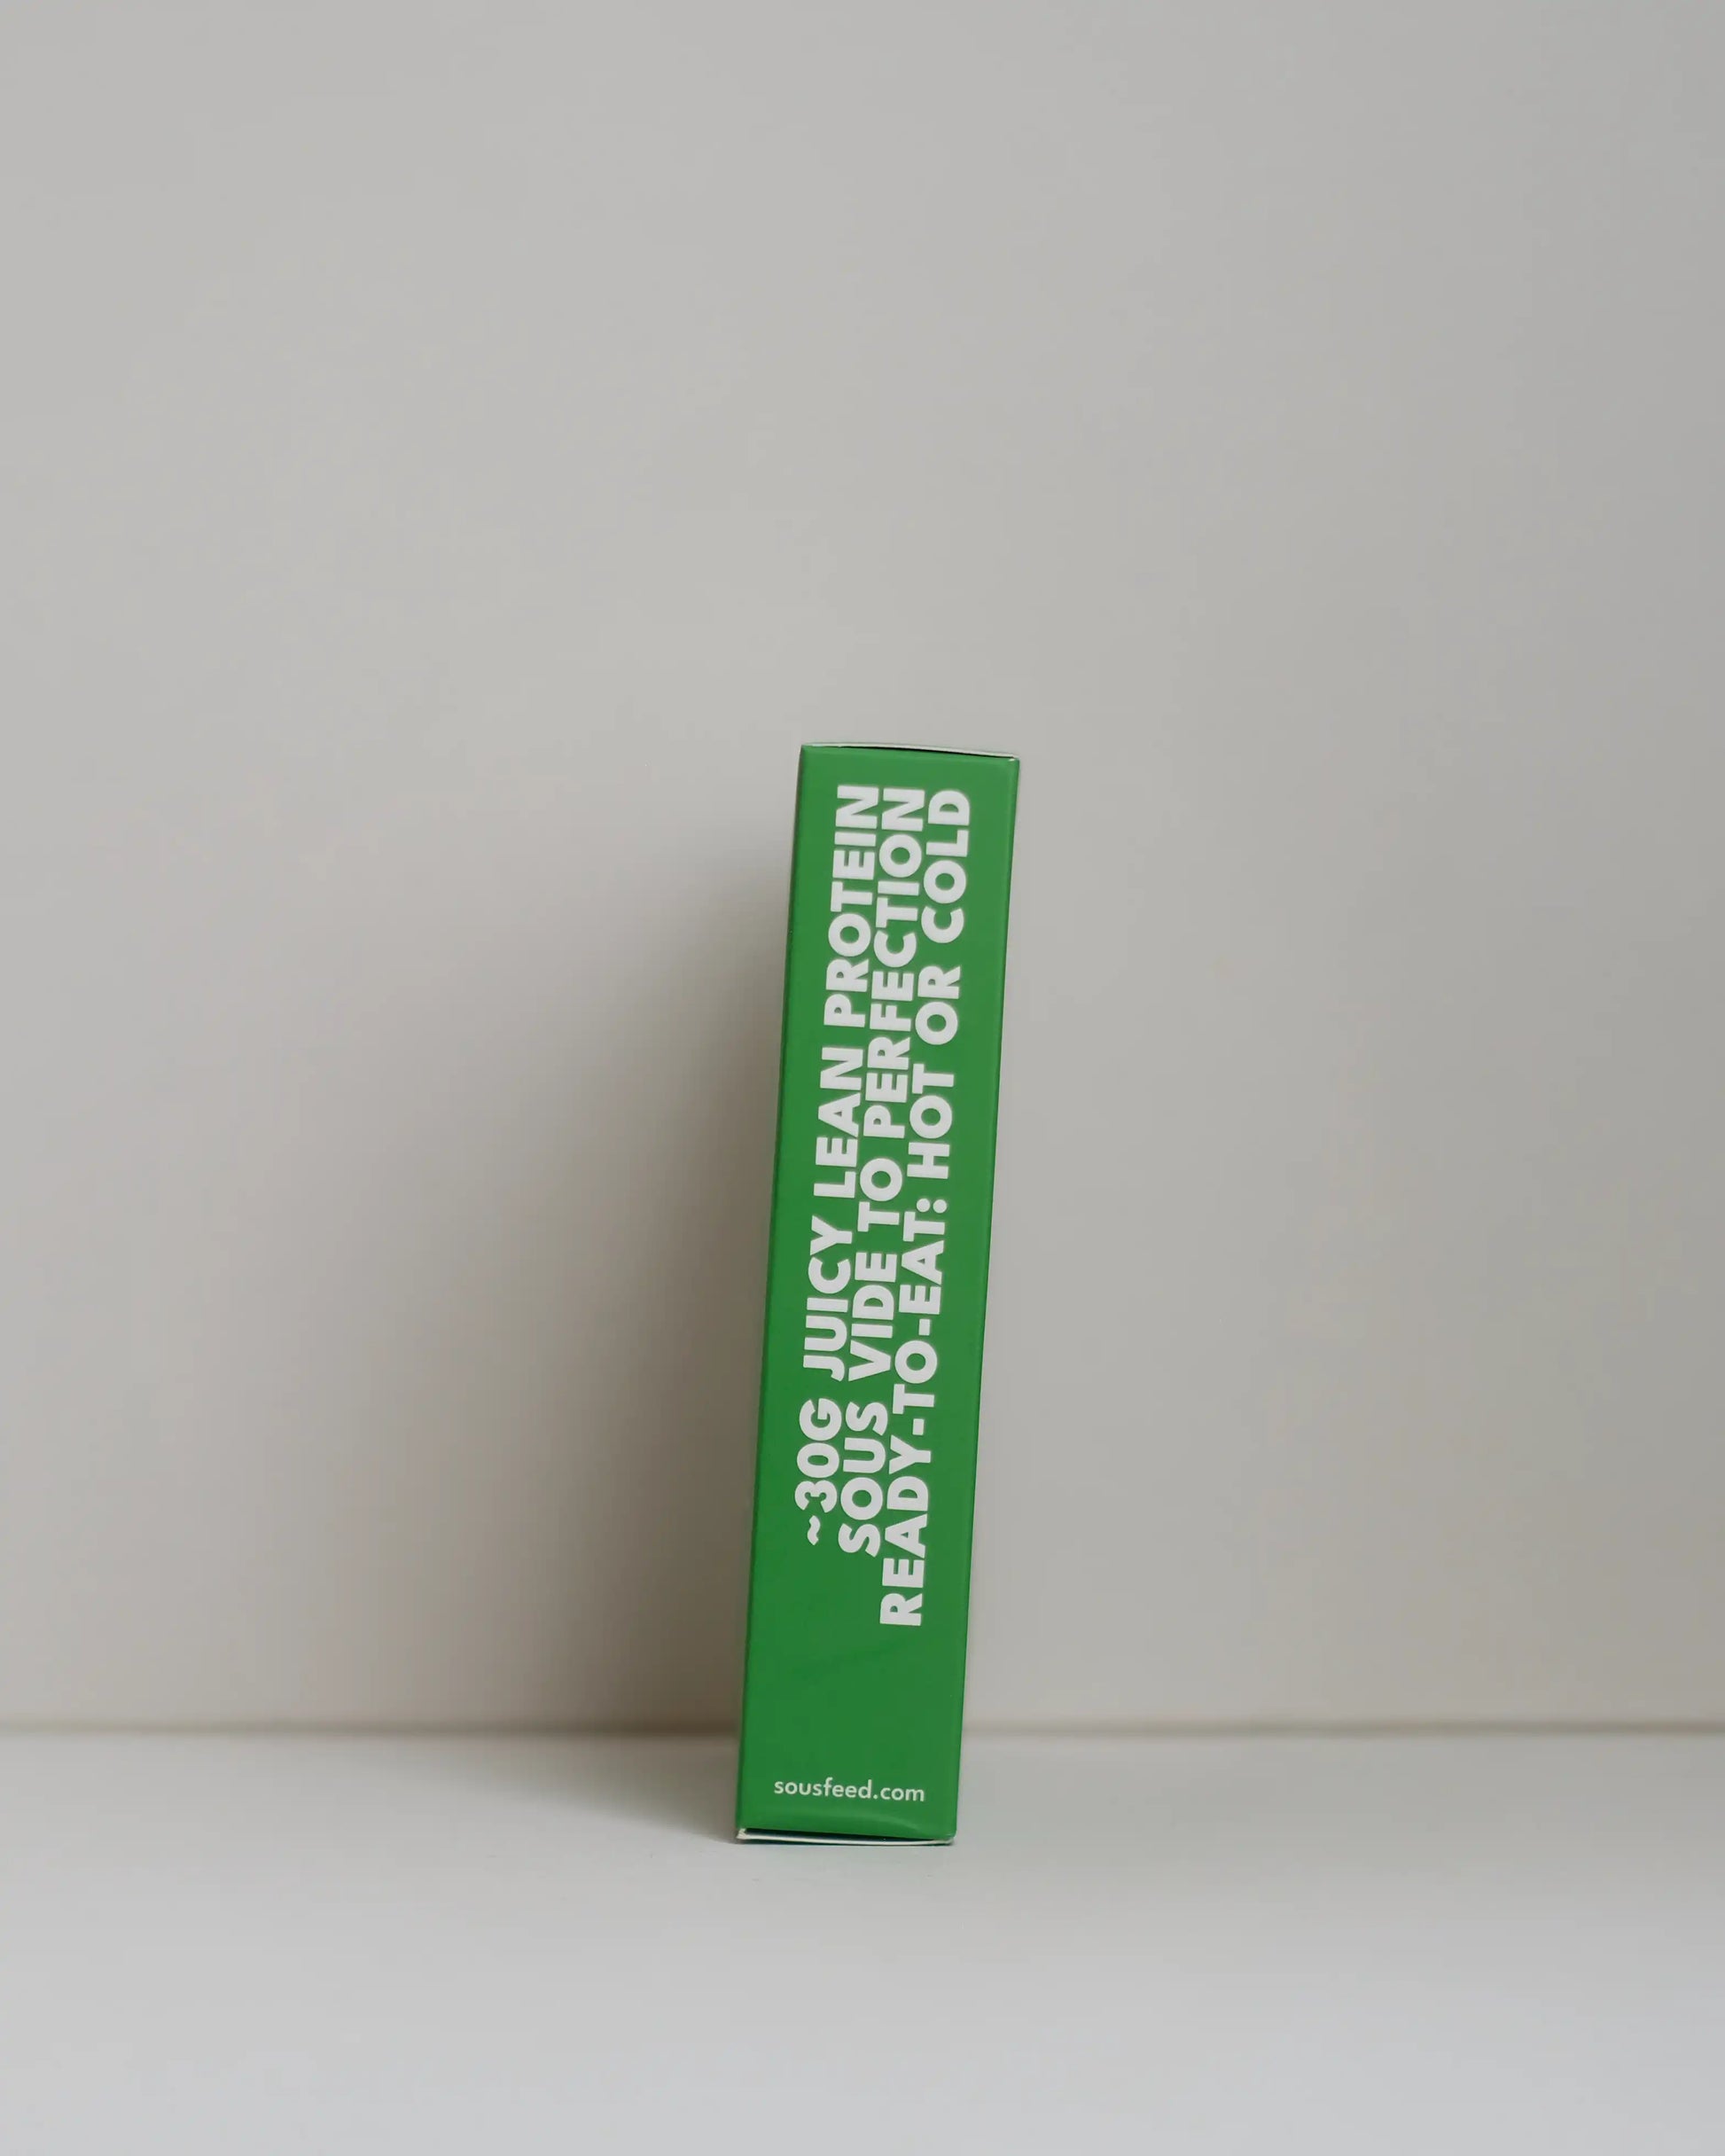 ~30G JUICY LEAN PROTEIN
SOUS VIDE TO PERFECTION
READY-TO-EAT: HOT OR COLD
sousfeed.com